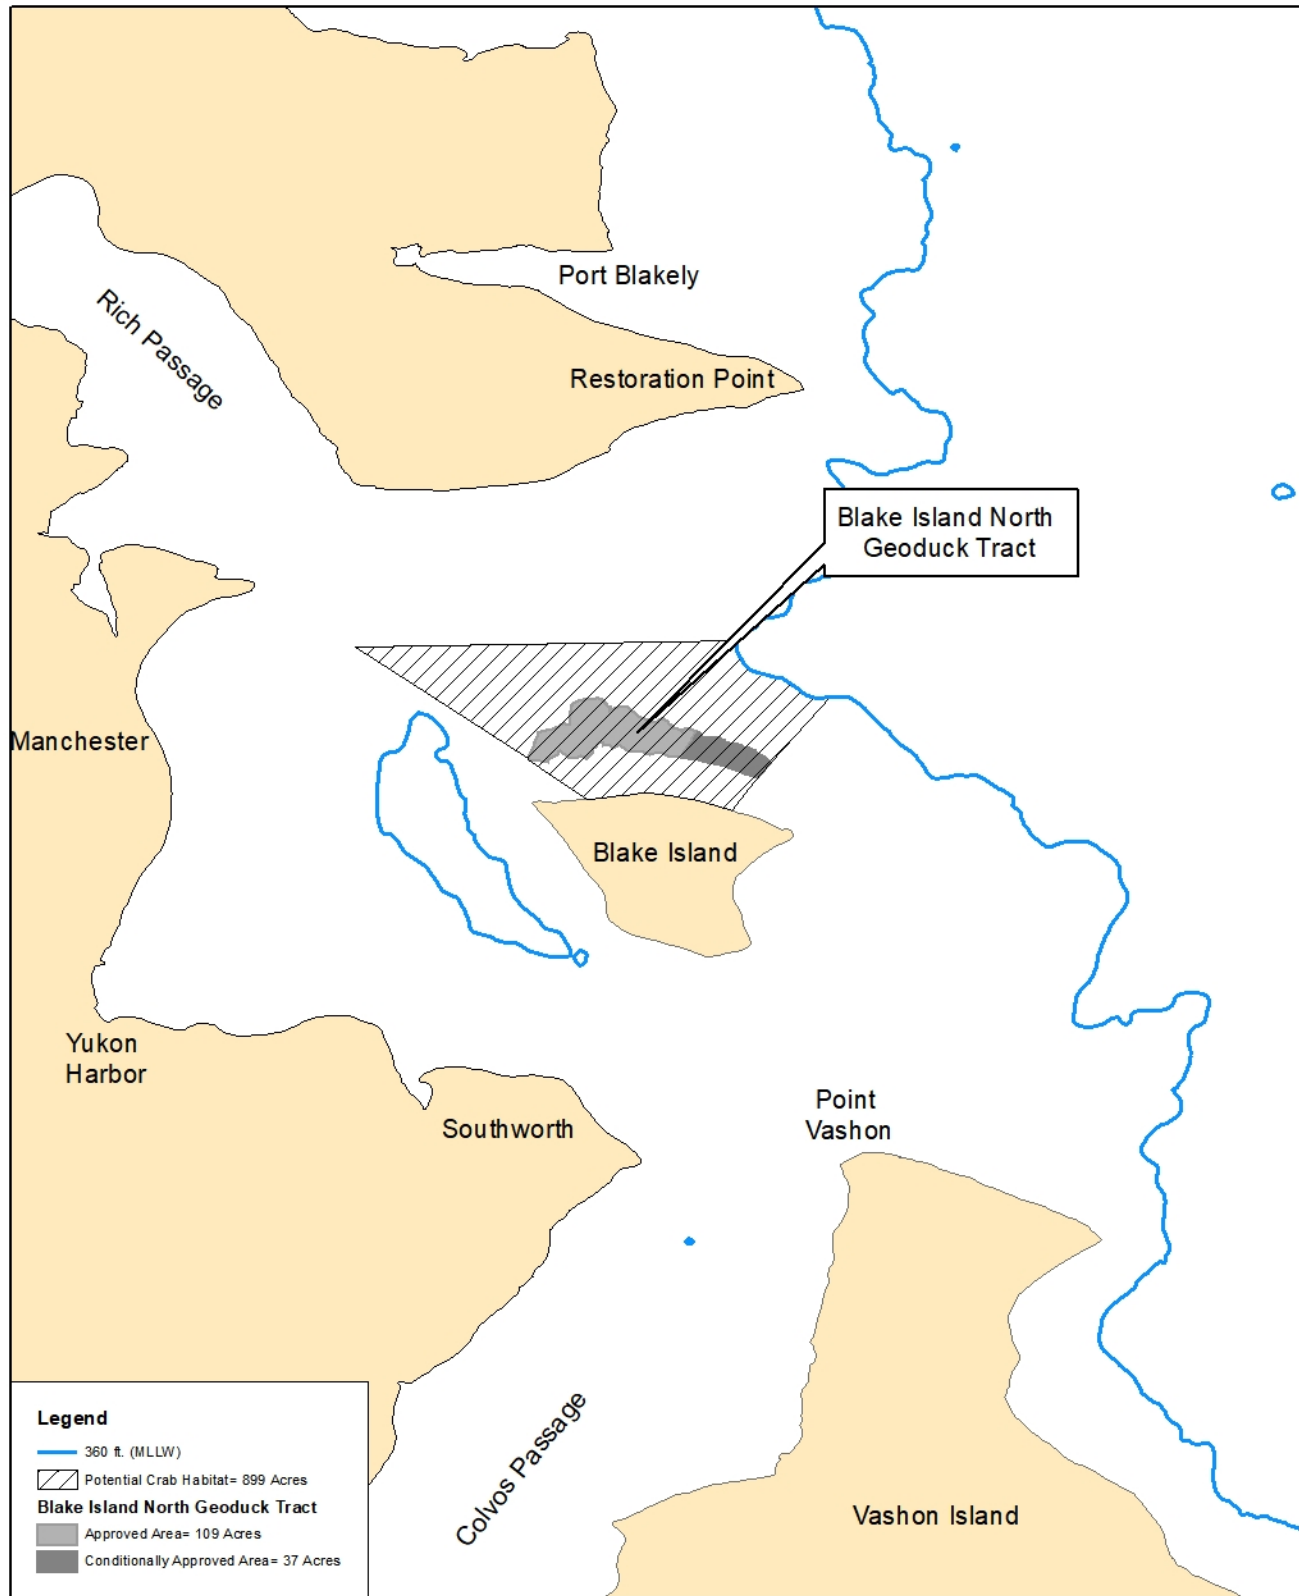 Port Blakely
Rich Passage
Restoration Point
Blake Island North
Geoduck Tract
Manchester
Blake Island
Yukon
Harbor
Southworth
Point
Vashon
Colvos Passage
Vashon Island
Legend
360 ft. (MLLW)
Potential Crab Habitat= 899 Acres
Blake Island North Geoduck Tract
Approved Area= 109 Acres
Conditionally Approved Area= 37 Acres